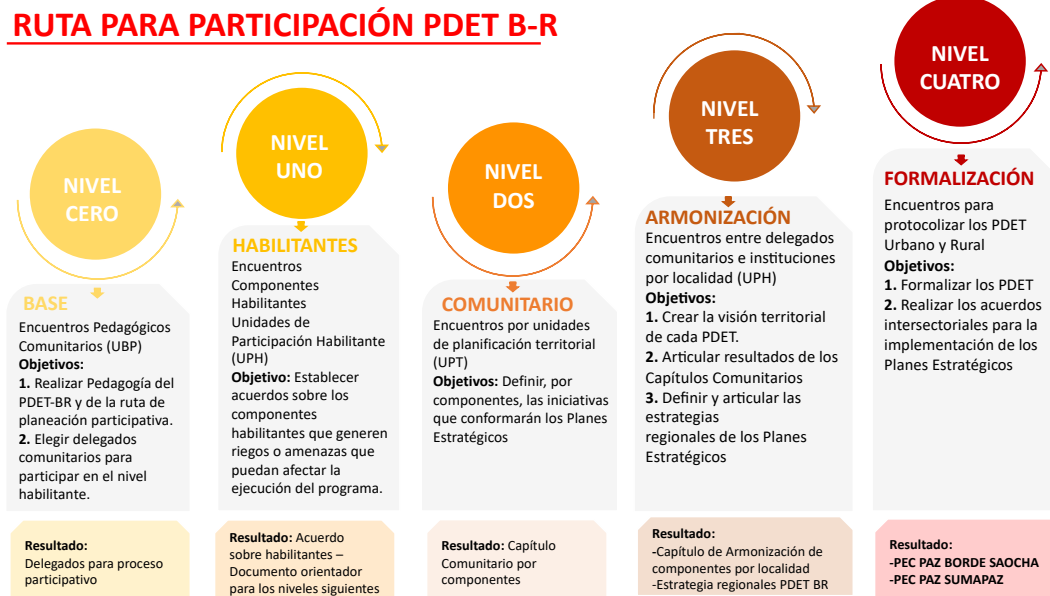 RUTA PARA PARTICIPACIÓN PDET B-R
NIVEL
CERO
BASE
Encuentros Pedagógicos
Comunitarios (UBP)
Objetivos:
1. Realizar Pedagogía del
PDET-BR y de la ruta de
planeación participativa.
2. Elegir delegados
comunitarios para
participar en el nivel
habilitante.
Resultado:
Delegados para proceso
participativo
NIVEL
UNO
HABILITANTES
Encuentros
Componentes
Habilitantes
Unidades de
Participación Habilitante
(UPH)
Objetivo: Establecer
acuerdos sobre los
componentes
habilitantes que generen
riegos o amenazas que
puedan afectar la
ejecución del programa.
Resultado: Acuerdo
sobre habilitantes –
Documento orientador
para los niveles siguientes
NIVEL
DOS
COMUNITARIO
Encuentros por unidades
de planificación territorial
(UPT)
Objetivos: Definir, por
componentes, las iniciativas
que conformarán los Planes
Estratégicos
Resultado: Capítulo
Comunitario por
componentes
NIVEL
TRES
ARMONIZACIÓN
Encuentros entre delegados
comunitarios e instituciones
por localidad (UPH)
Objetivos:
1. Crear la visión territorial
de cada PDET.
2. Articular resultados de los
Capítulos Comunitarios
3. Definir y articular las
estrategias
regionales de los Planes
Estratégicos
Resultado:
-Capítulo de Armonización de
componentes por localidad
-Estrategia regionales PDET BR
NIVEL
CUATRO
FORMALIZACIÓN
Encuentros para
protocolizar los PDET
Urbano y Rural
Objetivos:
1. Formalizar los PDET
2. Realizar los acuerdos
intersectoriales para la
implementación de los
Planes Estratégicos
Resultado:
-PEC PAZ BORDE SAOCHA
-PEC PAZ SUMAPAZ